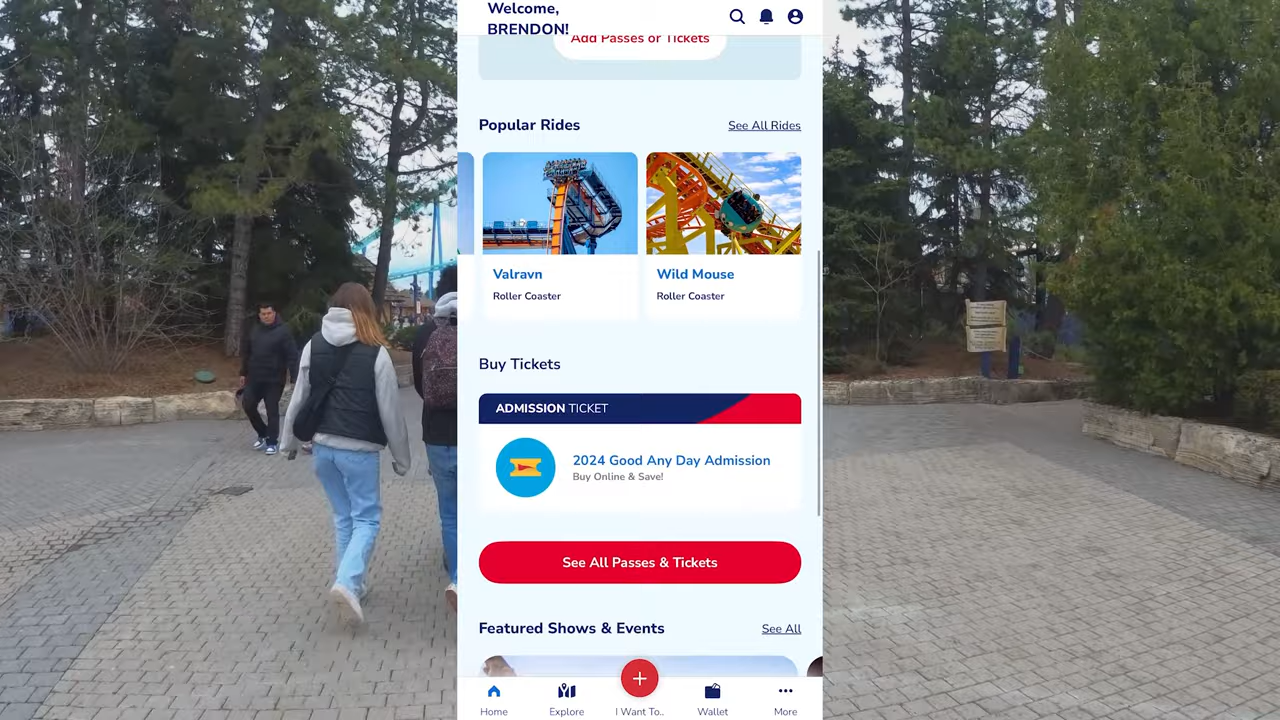 Welcome,
BRENDON!
Add Passes or Tickets
Popular Rides
See All Rides
Valravn
Wild Mouse
Roller Coaster
Roller Coaster
Buy Tickets
ADMISSION TICKET
2024 Good Any Day Admission
Buy Online & Save!
See All Passes & Tickets
Featured Shows & Events
See All
Home
Explore
I Want To..
Wallet
More